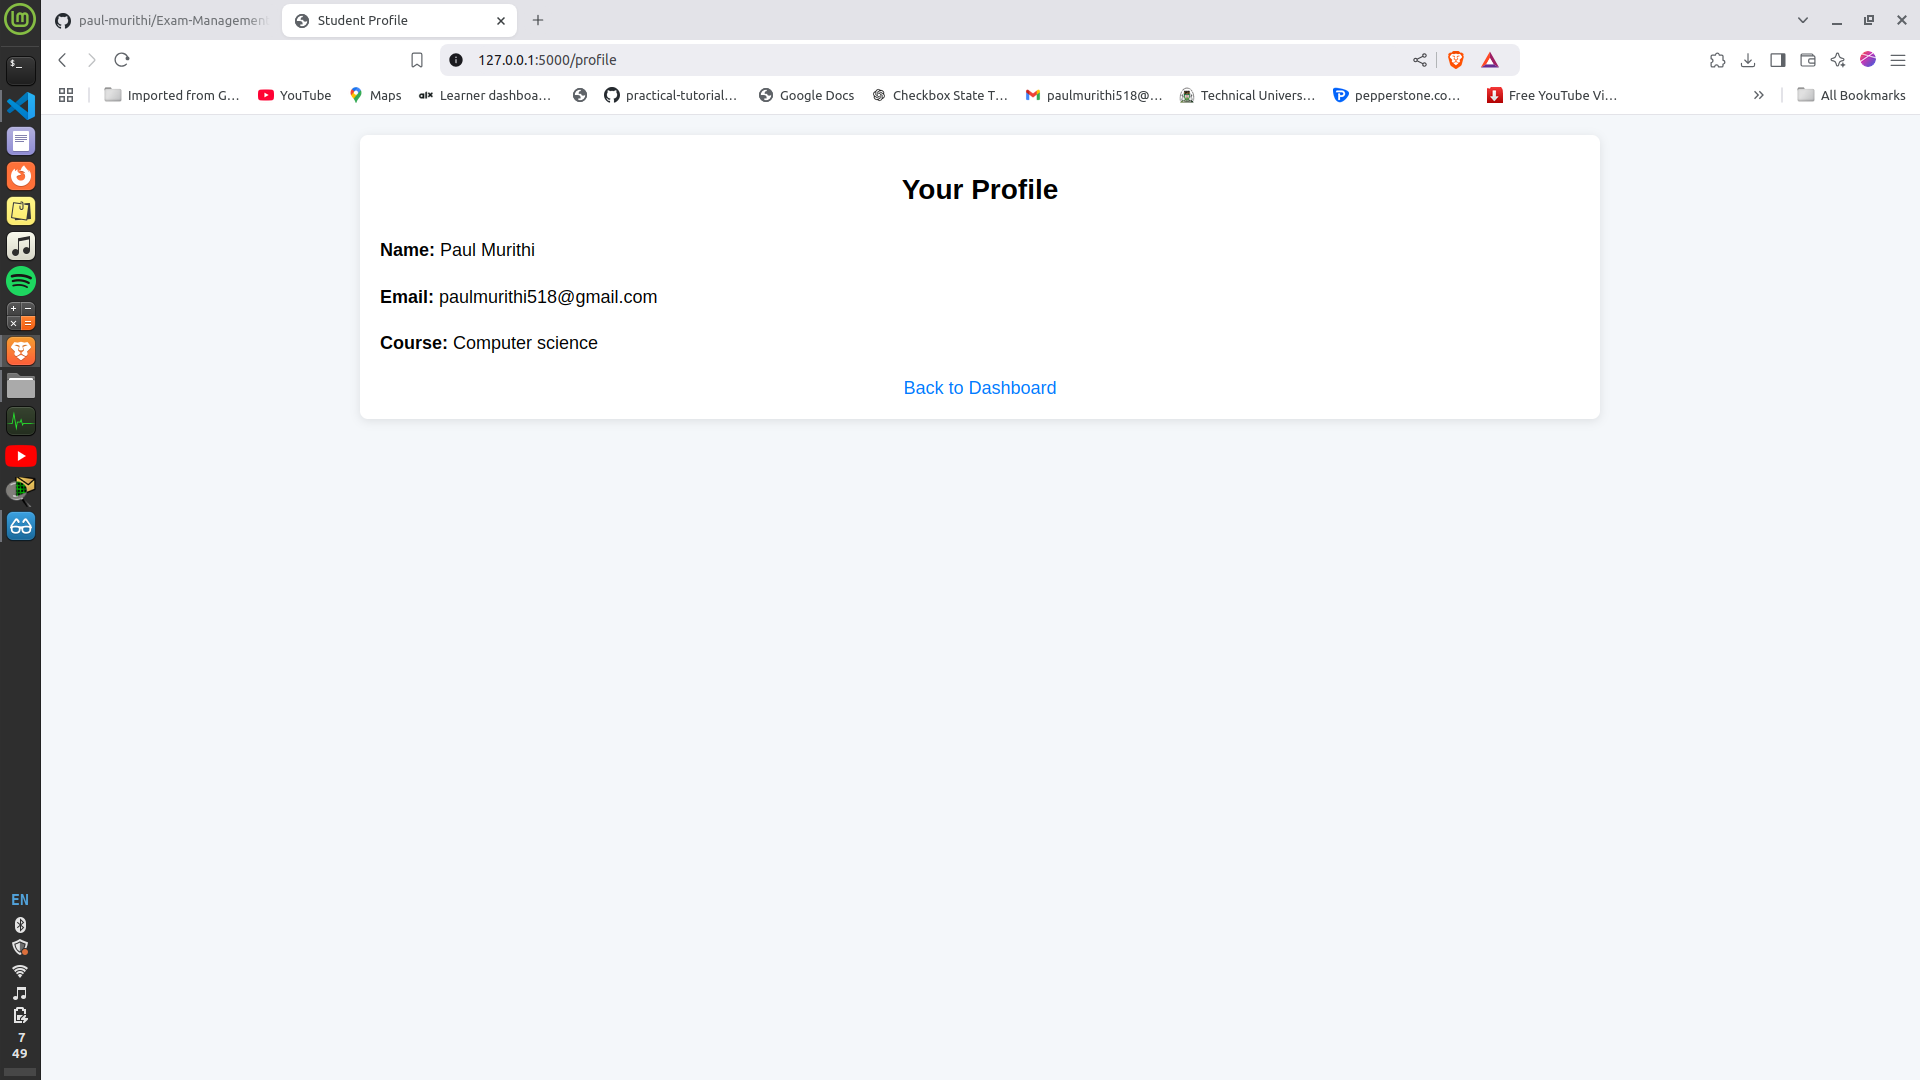 paul-murithi/Exam-Management
Student Profile
127.0.0.1:5000/profile
Imported from G...
YouTube
Maps
alx
Learner dashboa...
practical-tutorial...
Google Docs
Checkbox State T...
paulmurithi518@...
Technical Univers...
pepperstone.co...
Free YouTube Vi...
All Bookmarks
Your Profile
Name: Paul Murithi
Email: paulmurithi518@gmail.com
Course: Computer science
Back to Dashboard
EN
7
49